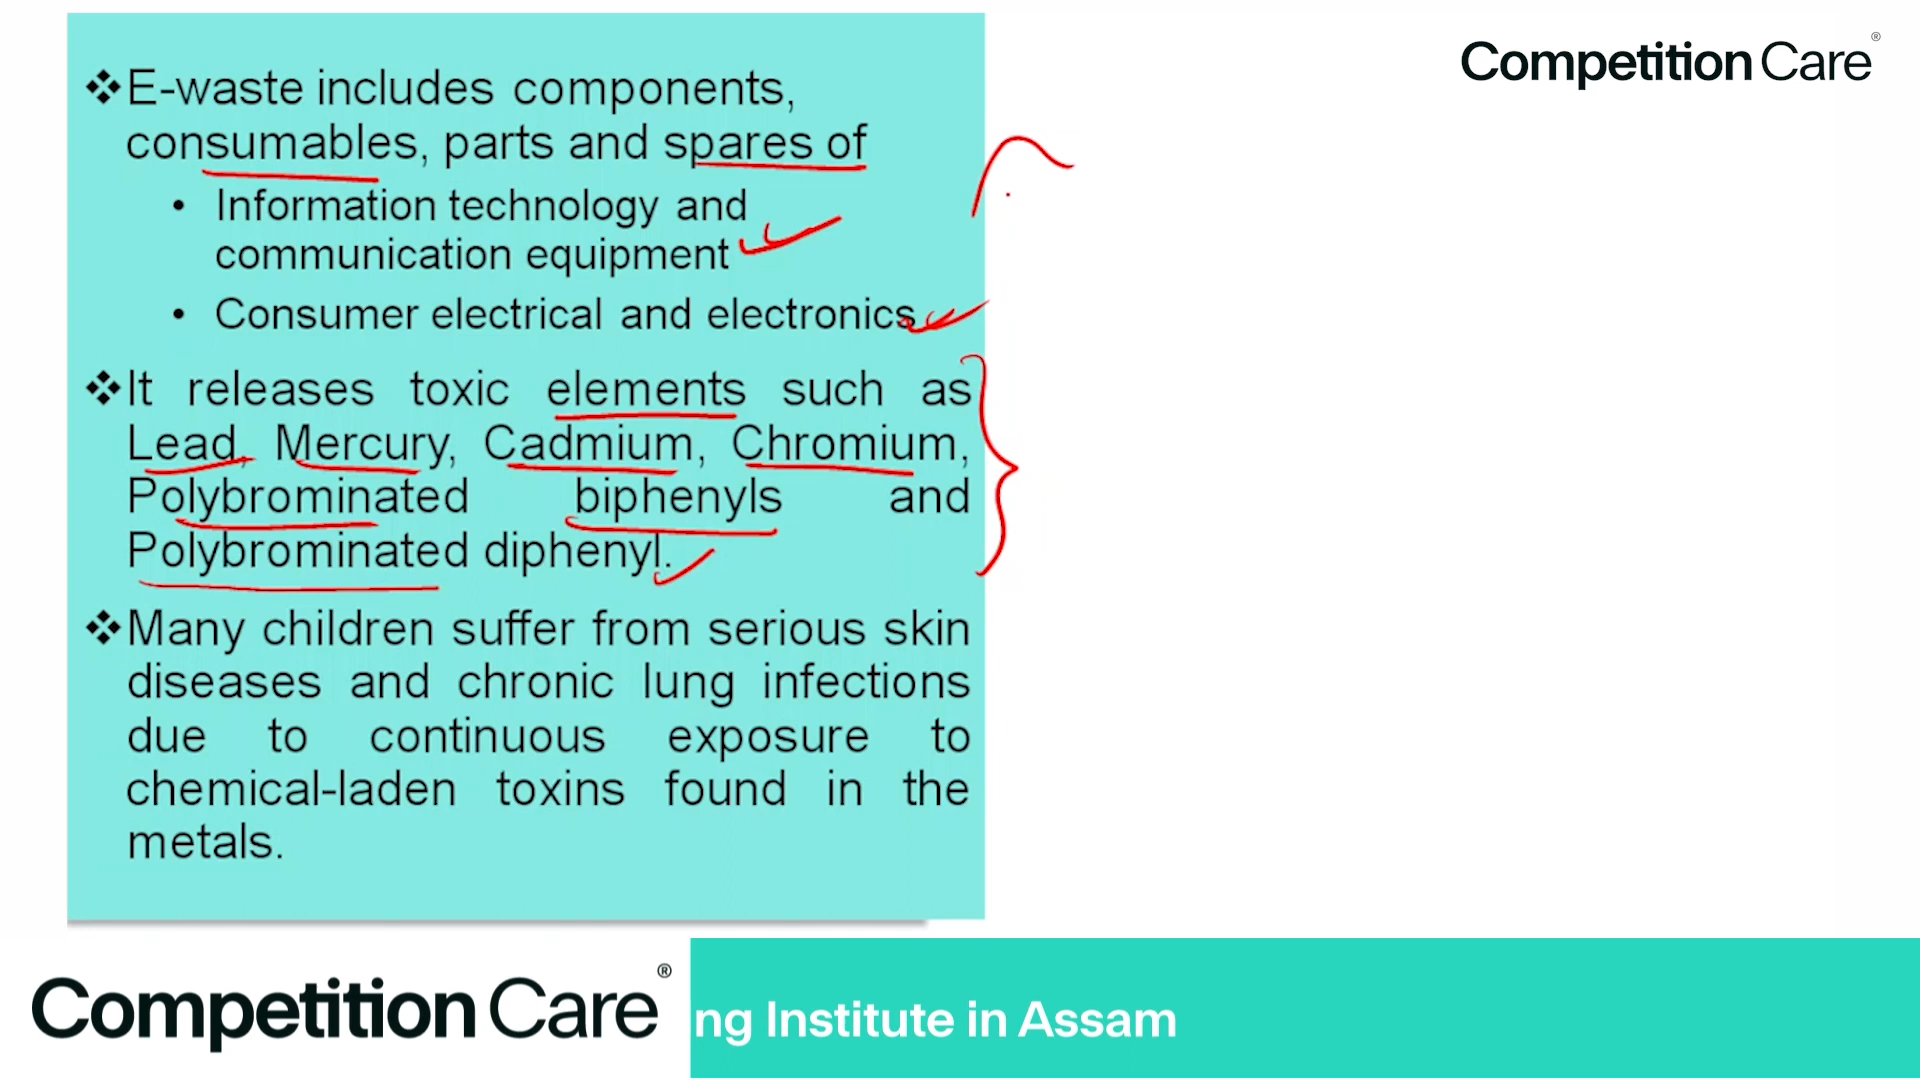 Competition Care®
❖E-waste includes components,
consumables, parts and spares of
• Information technology and
communication equipment
• Consumer electrical and electronics
❖It releases toxic elements such as
Lead, Mercury, Cadmium, Chromium,
Polybrominated biphenyls and
Polybrominated diphenyl.
❖Many children suffer from serious skin
diseases and chronic lung infections
due to continuous exposure to
chemical-laden toxins found in the
metals.
Competition Care®
ng Institute in Assam